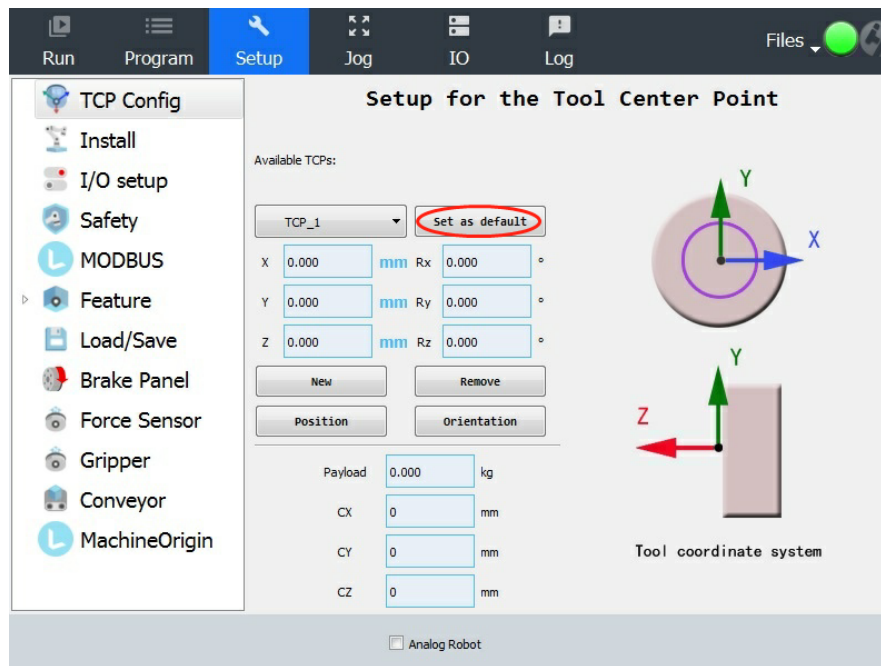 Run Program Setup Jog IO Log Files
TCP Config
Install
I/O setup
Safety
MODBUS
Feature
Load/Save
Brake Panel
Force Sensor
Gripper
Conveyor
MachineOrigin
Setup for the Tool Center Point
Available TCPs:
TCP_1 Set as default
X 0.000 mm Rx 0.000 °
Y 0.000 mm Ry 0.000 °
Z 0.000 mm Rz 0.000 °
New Remove
Position Orientation
Payload 0.000 kg
CX 0 mm
CY 0 mm
CZ 0 mm
Y
X
Y
Z
Tool coordinate system
Analog Robot